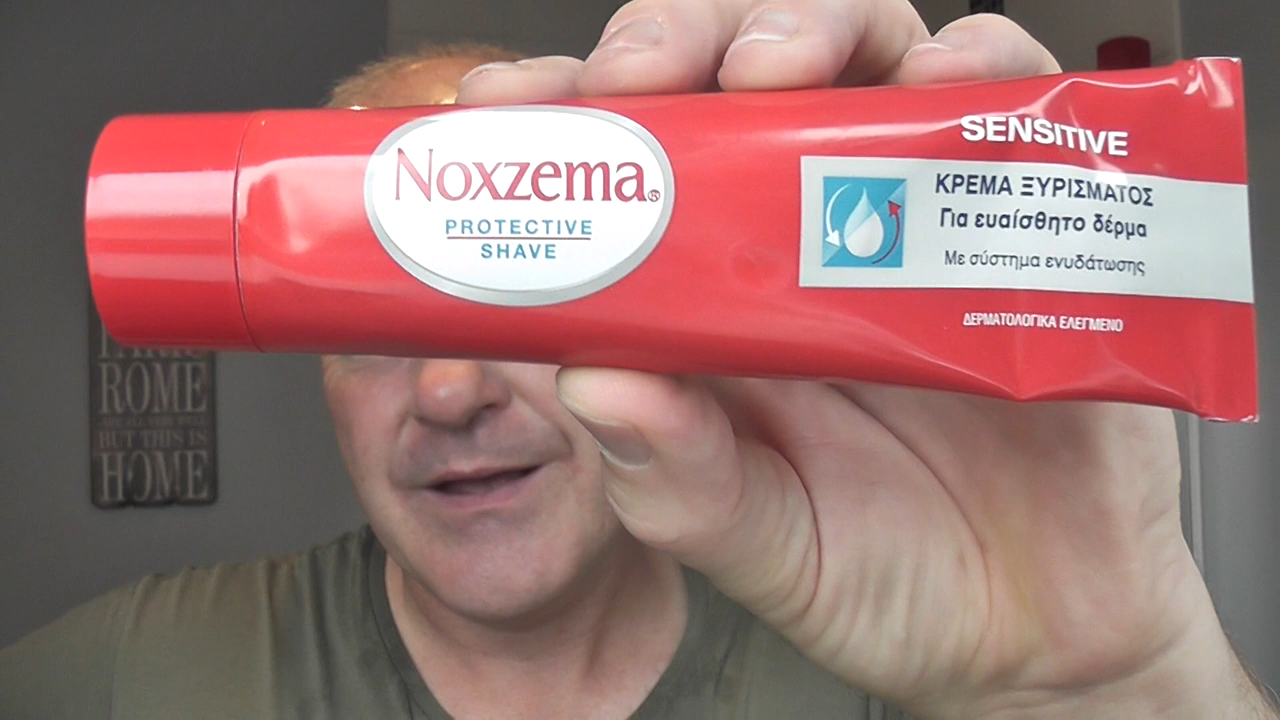 Noxzema®
PROTECTIVE
SHAVE
SENSITIVE
ΚΡΕΜΑ ΞΥΡΙΣΜΑΤΟΣ
Για ευαίσθητο δέρμα
Με σύστημα ενυδάτωσης
ΔΕΡΜΑΤΟΛΟΓΙΚΑ ΕΛΕΓΜΕΝΟ
PARIS
ROME
BUT THIS IS
HOME